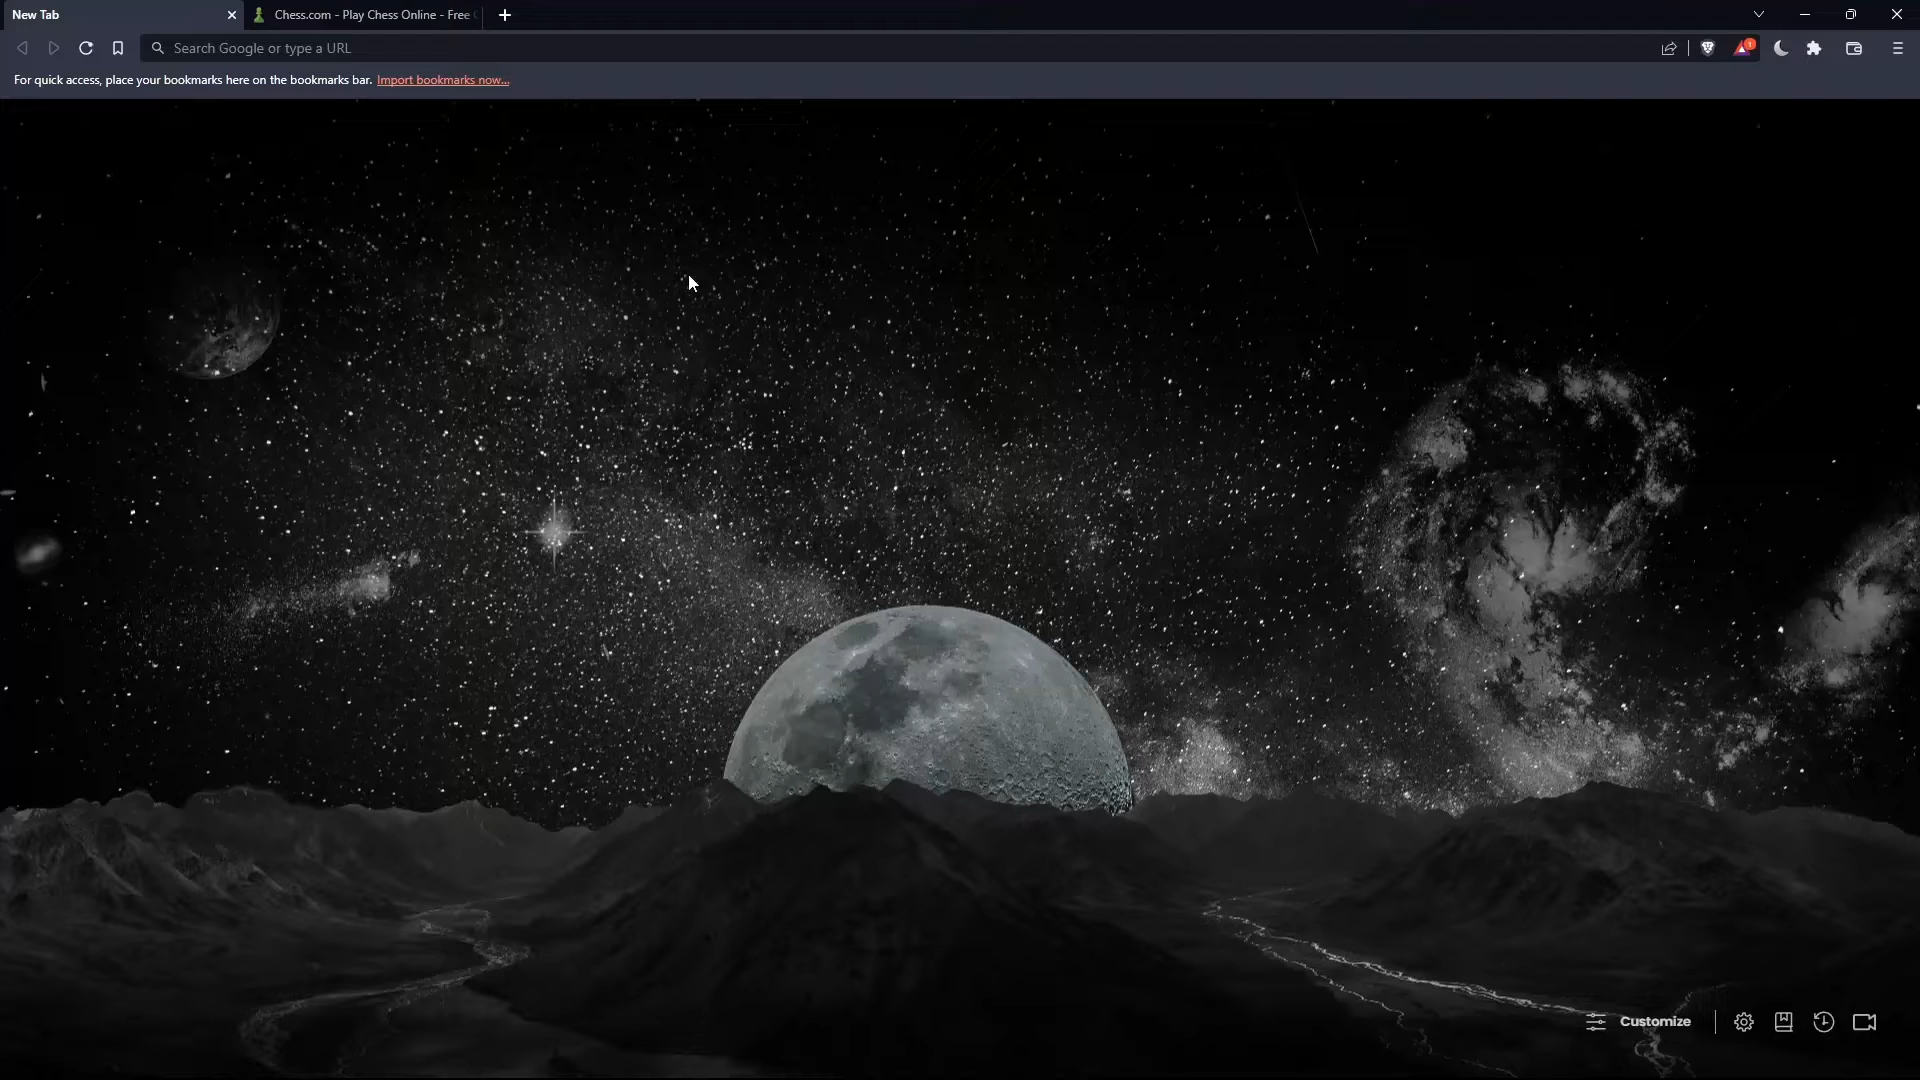 New Tab
Chess.com - Play Chess Online - Free
Search Google or type a URL
1
For quick access, place your bookmarks here on the bookmarks bar. Import bookmarks now...
Customize